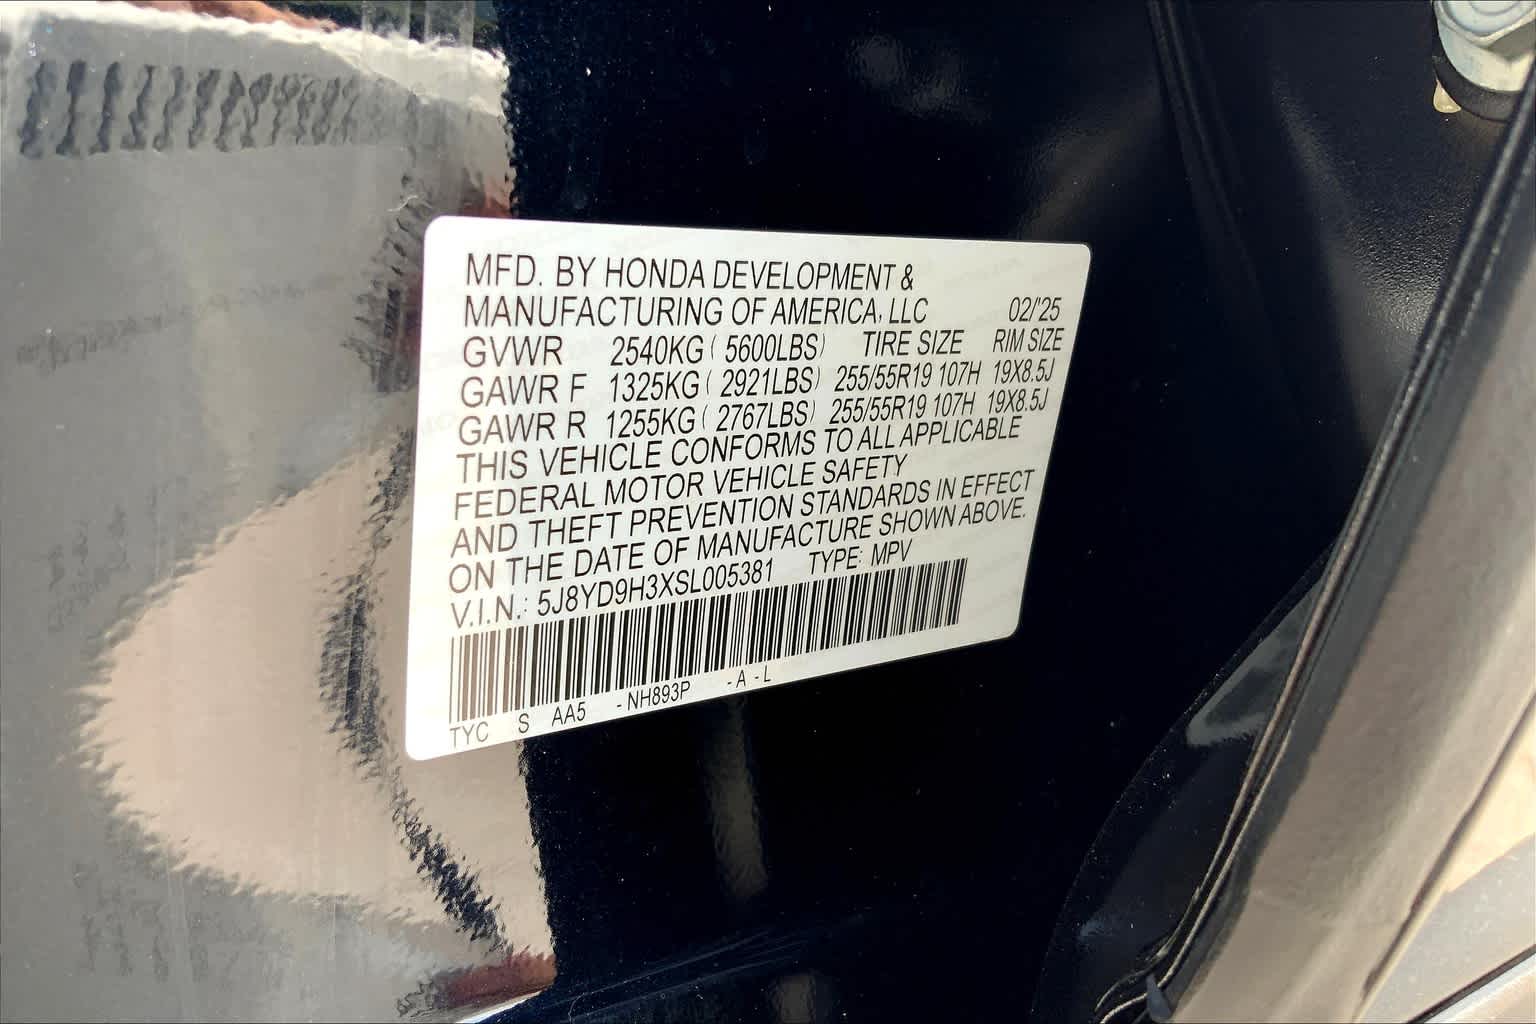 MFD. BY HONDA DEVELOPMENT &
MANUFACTURING OF AMERICA, LLC 02/'25
GVWR 2540KG ( 5600LBS) TIRE SIZE RIM SIZE
GAWR F 1325KG ( 2921LBS) 255/55R19 107H 19X8.5J
GAWR R 1255KG ( 2767LBS) 255/55R19 107H 19X8.5J
THIS VEHICLE CONFORMS TO ALL APPLICABLE
FEDERAL MOTOR VEHICLE SAFETY
AND THEFT PREVENTION STANDARDS IN EFFECT
ON THE DATE OF MANUFACTURE SHOWN ABOVE.
V.I.N.: 5J8YD9H3XSL005381 TYPE: MPV
TYC S AA5 -NH893P -A -L